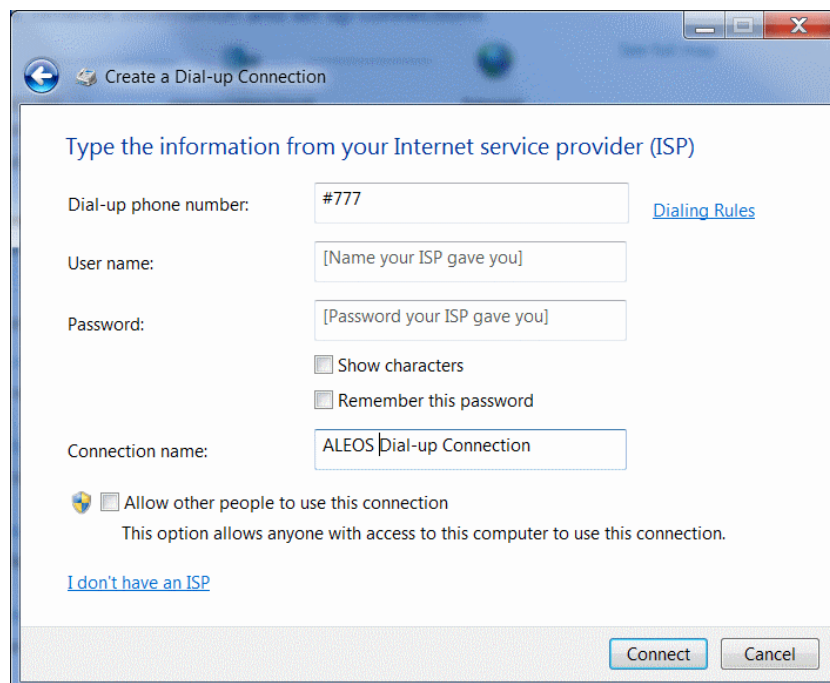 Create a Dial-up Connection
Type the information from your Internet service provider (ISP)
Dial-up phone number: #777 Dialing Rules
User name: [Name your ISP gave you]
Password: [Password your ISP gave you]
Show characters
Remember this password
Connection name: ALEOS Dial-up Connection
Allow other people to use this connection
This option allows anyone with access to this computer to use this connection.
I don't have an ISP
Connect Cancel